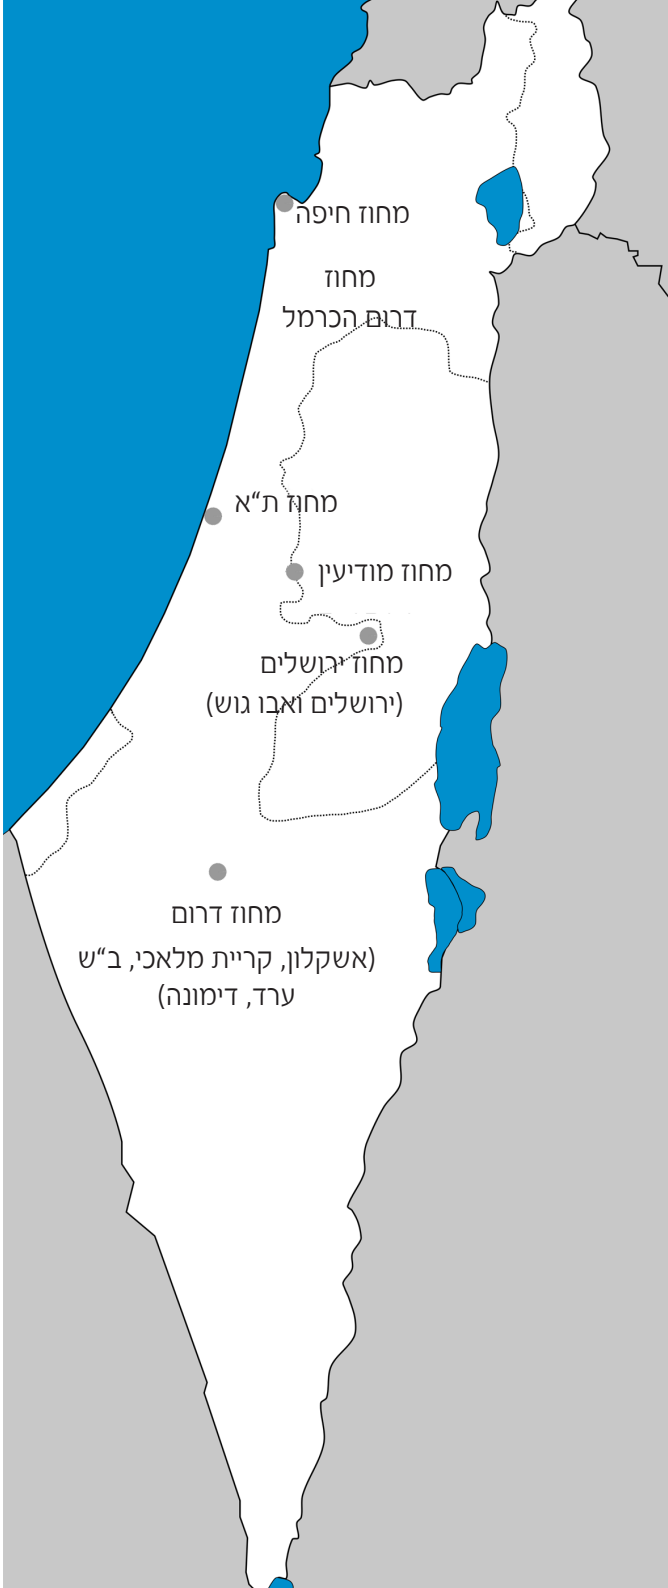 מחוז חיפה
מחוז
דרום הכרמל
מחוז ת“א
מחוז מודיעין
מחוז ירושלים
(ירושלים ואבו גוש)
מחוז דרום
(אשקלון, קריית מלאכי, ב“ש
ערד, דימונה)